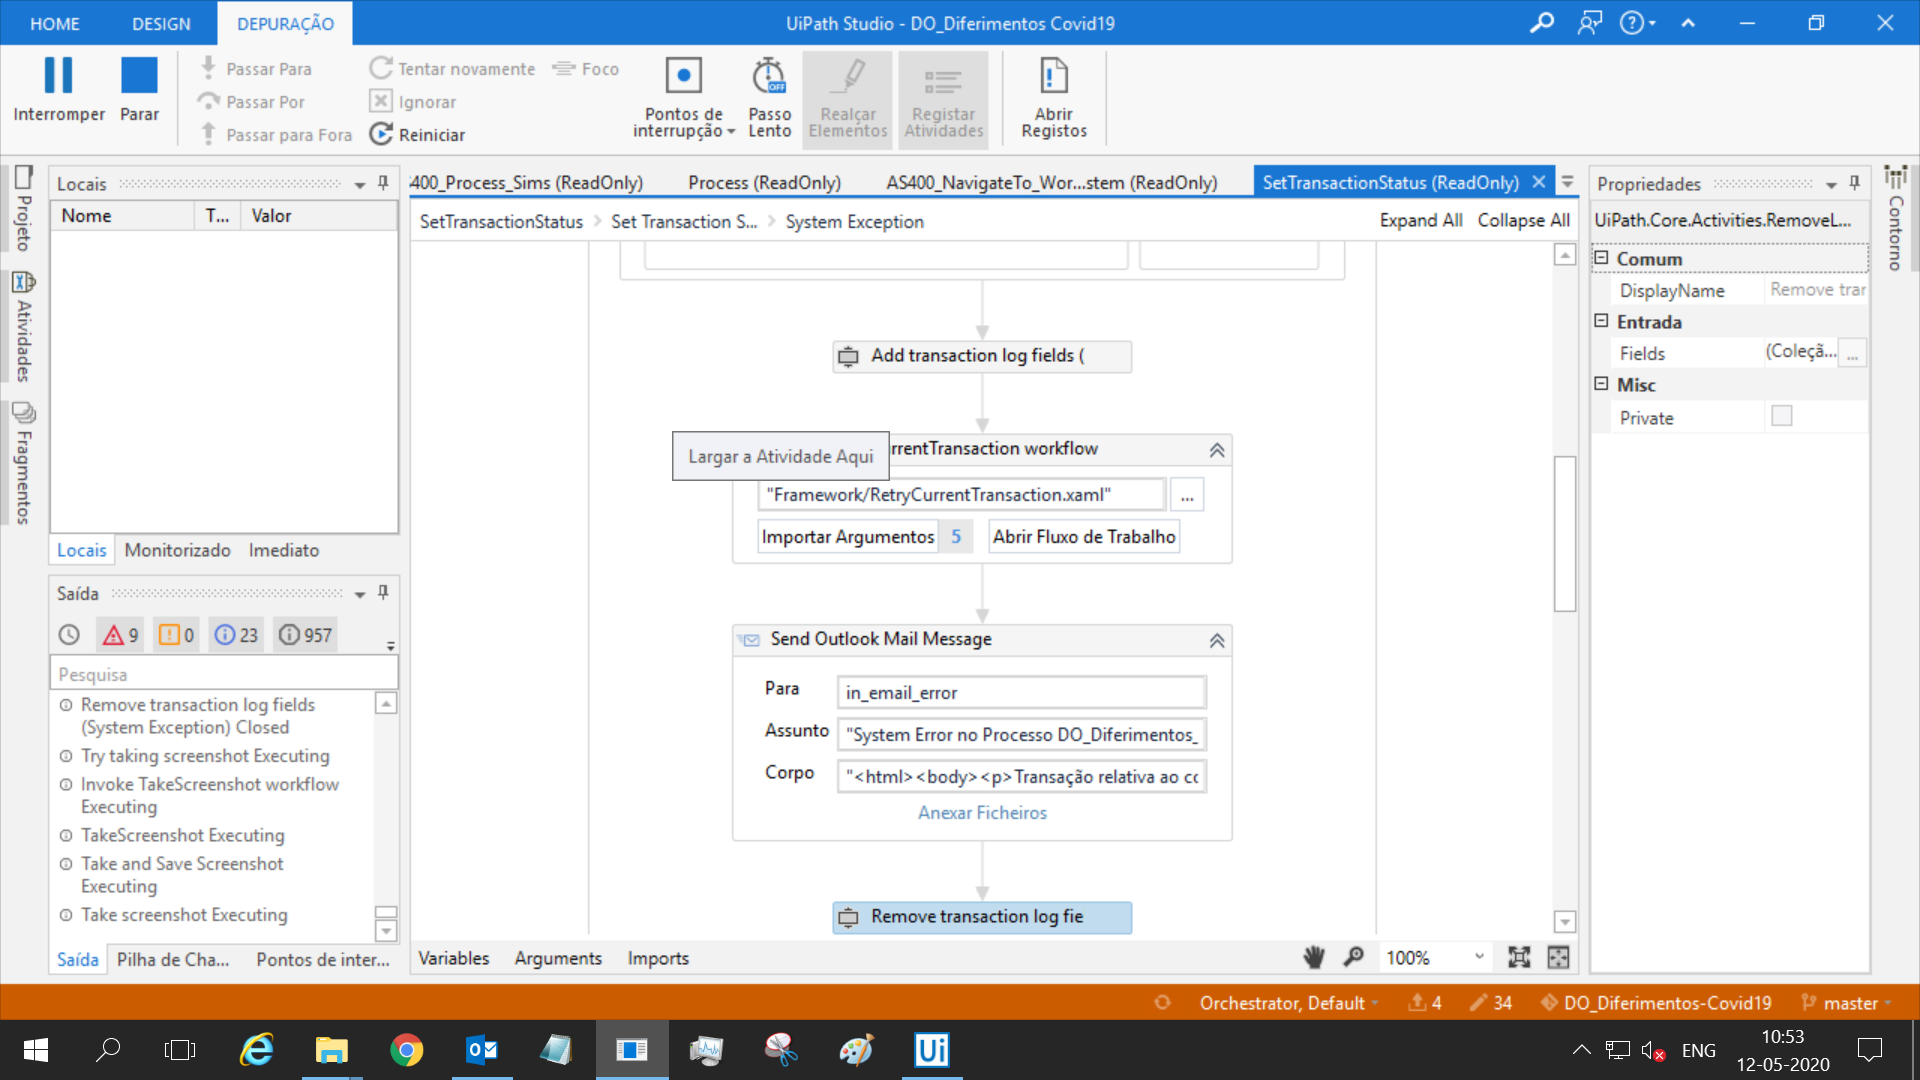 HOME
DESIGN
DEPURAÇÃO
UiPath Studio - DO_Diferimentos Covid19
Interromper
Parar
Passar Para
Passar Por
Passar para Fora
Tentar novamente
Ignorar
Reiniciar
Foco
Pontos de
interrupção
OFF
Passo
Lento
Realçar
Elementos
Registar
Atividades
Abrir
Registos
Projeto
Atividades
Fragmentos
Locais
Nome
T...
Valor
Locais
Monitorizado
Imediato
Saída
9
0
23
957
Pesquisa
Remove transaction log fields
(System Exception) Closed
Try taking screenshot Executing
Invoke TakeScreenshot workflow
Executing
TakeScreenshot Executing
Take and Save Screenshot
Executing
Take screenshot Executing
Saída
Pilha de Cha...
Pontos de inter...
400_Process_Sims (ReadOnly)
Process (ReadOnly)
AS400_NavigateTo_Wor...stem (ReadOnly)
SetTransactionStatus (ReadOnly)
SetTransactionStatus
Set Transaction S...
System Exception
Expand All
Collapse All
Add transaction log fields (
Largar a Atividade Aqui
rrentTransaction workflow
"Framework/RetryCurrentTransaction.xaml"
...
Importar Argumentos
5
Abrir Fluxo de Trabalho
Send Outlook Mail Message
Para
in_email_error
Assunto
"System Error no Processo DO_Diferimentos_
Corpo
"<html><body><p>Transação relativa ao cc
Anexar Ficheiros
Remove transaction log fie
Variables
Arguments
Imports
100%
Propriedades
UiPath.Core.Activities.RemoveL...
Comum
DisplayName
Remove trar
Entrada
Fields
(Coleçã...
...
Misc
Private
Contorno
Orchestrator, Default
4
34
DO_Diferimentos-Covid19
master
Ui
ENG
10:53
12-05-2020